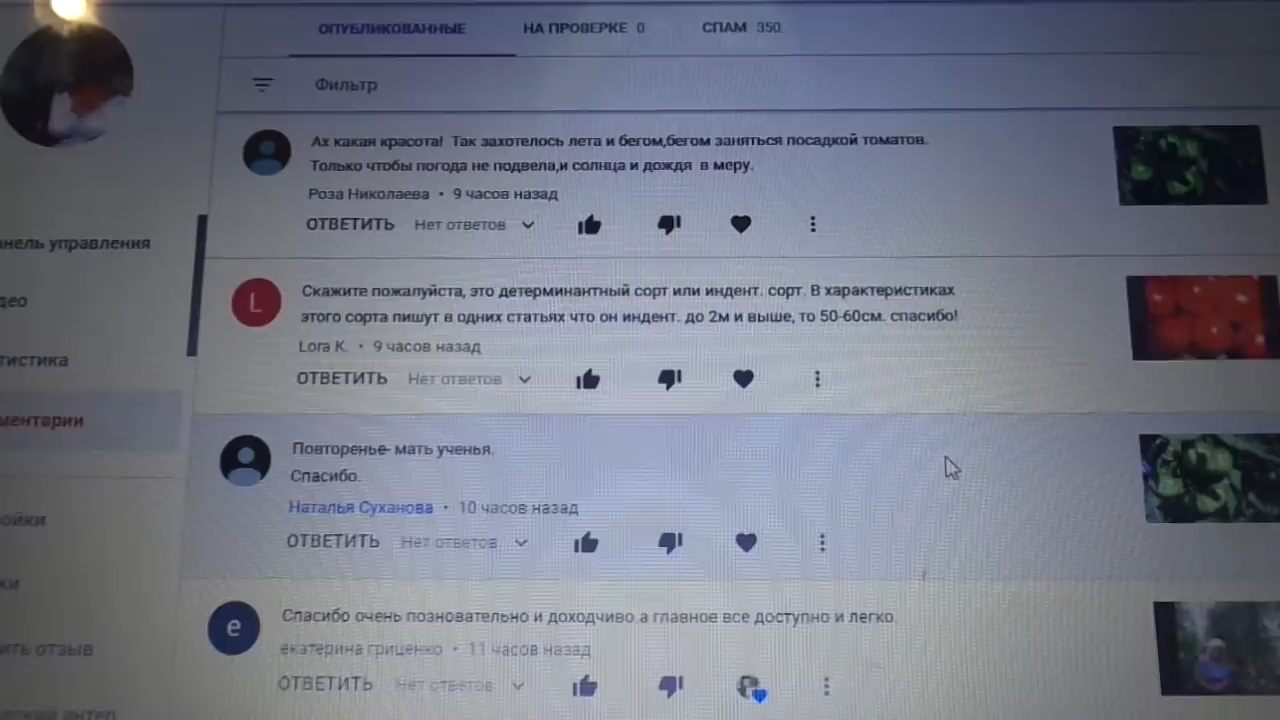 ОПУБЛИКОВАННЫЕ НА ПРОВЕРКЕ 0 СПАМ 350
Фильтр
Ах какая красота! Так захотелось лета и бегом,бегом заняться посадкой томатов.
Только чтобы погода не подвела,и солнца и дождя в меру.
Роза Николаева • 9 часов назад
ОТВЕТИТЬ Нет ответов
анель управления
Скажите пожалуйста, это детерминантный сорт или индент. сорт. В характеристиках
этого сорта пишут в одних статьях что он индент. до 2м и выше, то 50-60см. спасибо!
L
део
Lora K. • 9 часов назад
тистика
ОТВЕТИТЬ Нет ответов
ментарии
Повторенье- мать ученья.
Спасибо.
Наталья Суханова • 10 часов назад
ойки
ОТВЕТИТЬ Нет ответов
ки
Спасибо очень позновательно и доходчиво.а главное все доступно и легко.
e
екатерина гриценко • 11 часов назад
ить отзыв
ОТВЕТИТЬ Нет ответов